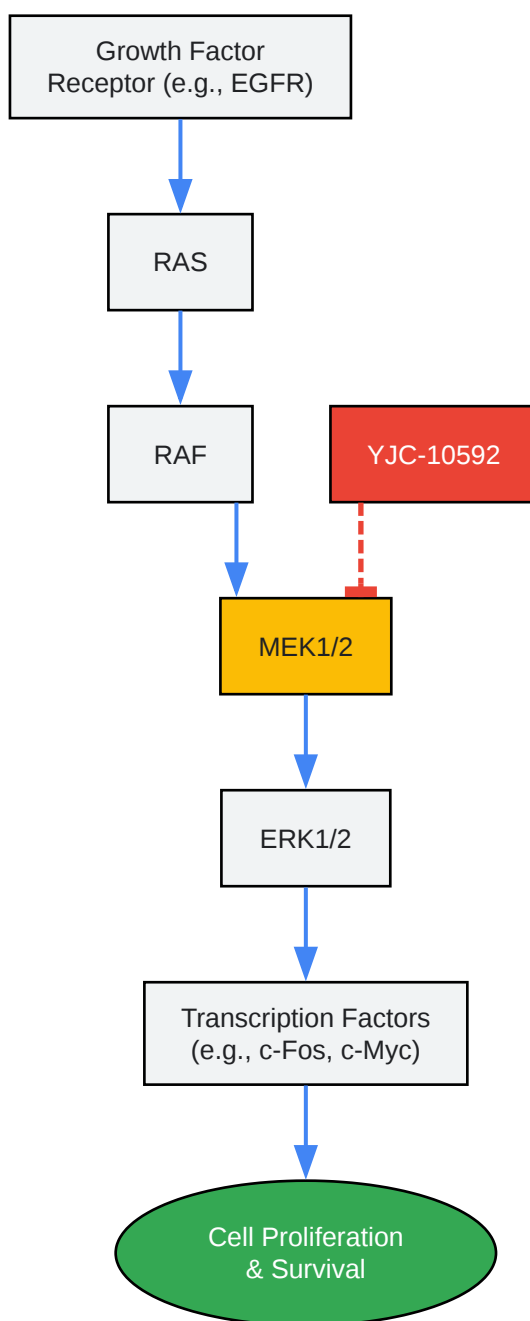 Growth Factor
Receptor (e.g., EGFR)
RAS
RAF
YJC-10592
MEK1/2
ERK1/2
Transcription Factors
(e.g., c-Fos, c-Myc)
Cell Proliferation
& Survival